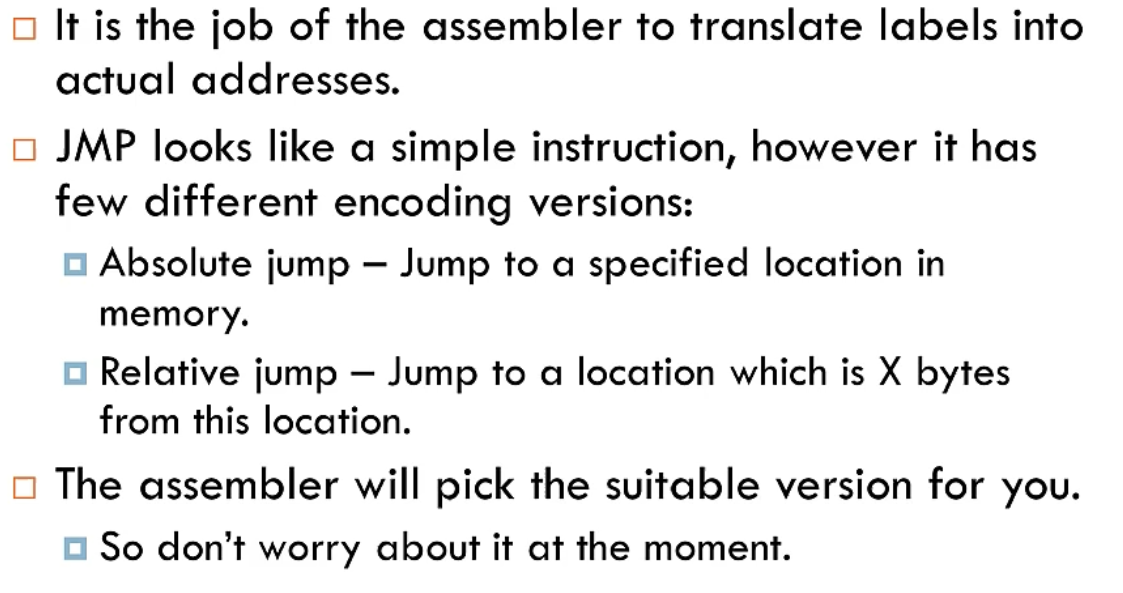 It is the job of the assembler to translate labels into
actual addresses.
JMP looks like a simple instruction, however it has
few different encoding versions:
Absolute jump – Jump to a specified location in
memory.
Relative jump – Jump to a location which is X bytes
from this location.
The assembler will pick the suitable version for you.
So don’t worry about it at the moment.